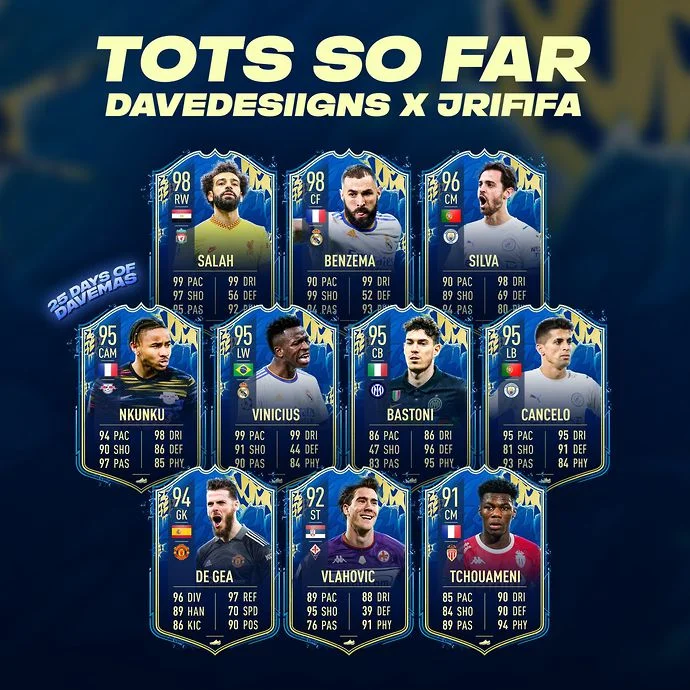 TOTS SO FAR
DAVEDESIIGNS X JRIFIFA
25 DAYS OF
DAVEMAS
98
RW
SALAH
99 PAC 99 DRI
97 SHO 56 DEF
98
CF
BENZEMA
90 PAC 99 DRI
99 SHO 52 DEF
96
CM
SILVA
90 PAC 98 DRI
89 SHO 69 DEF
95
CAM
NKUNKU
94 PAC 98 DRI
90 SHO 86 DEF
97 PAS 85 PHY
95
LW
VINICIUS
99 PAC 99 DRI
91 SHO 44 DEF
90 PAS 84 PHY
95
CB
BASTONI
86 PAC 86 DRI
47 SHO 96 DEF
83 PAS 95 PHY
95
LB
CANCELO
95 PAC 95 DRI
81 SHO 91 DEF
93 PAS 84 PHY
94
GK
DE GEA
96 DIV 97 REF
89 HAN 70 SPD
86 KIC 90 POS
92
ST
VLAHOVIC
89 PAC 88 DRI
95 SHO 39 DEF
76 PAS 91 PHY
91
CM
TCHOUAMENI
85 PAC 90 DRI
84 SHO 90 DEF
89 PAS 94 PHY